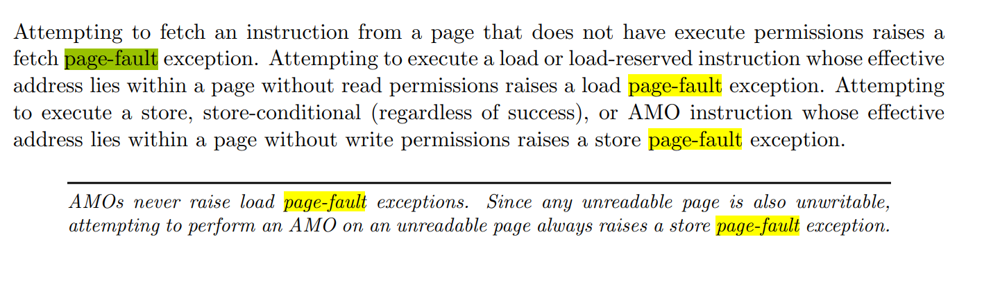 Attempting to fetch an instruction from a page that does not have execute permissions raises a
fetch page-fault exception. Attempting to execute a load or load-reserved instruction whose effective
address lies within a page without read permissions raises a load page-fault exception. Attempting
to execute a store, store-conditional (regardless of success), or AMO instruction whose effective
address lies within a page without write permissions raises a store page-fault exception.
AMOs never raise load page-fault exceptions. Since any unreadable page is also unwritable,
attempting to perform an AMO on an unreadable page always raises a store page-fault exception.